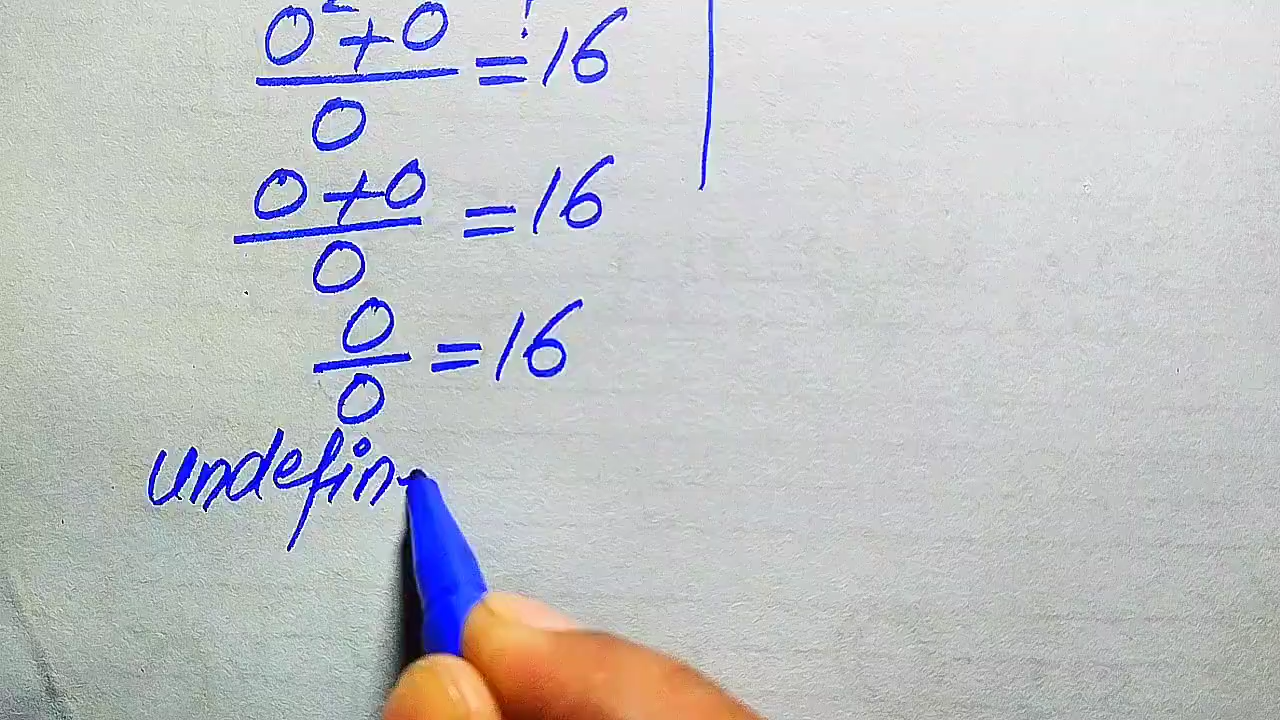 0² + 0 / 0 =? 16
0 + 0 / 0 = 16
0 / 0 = 16
undefin